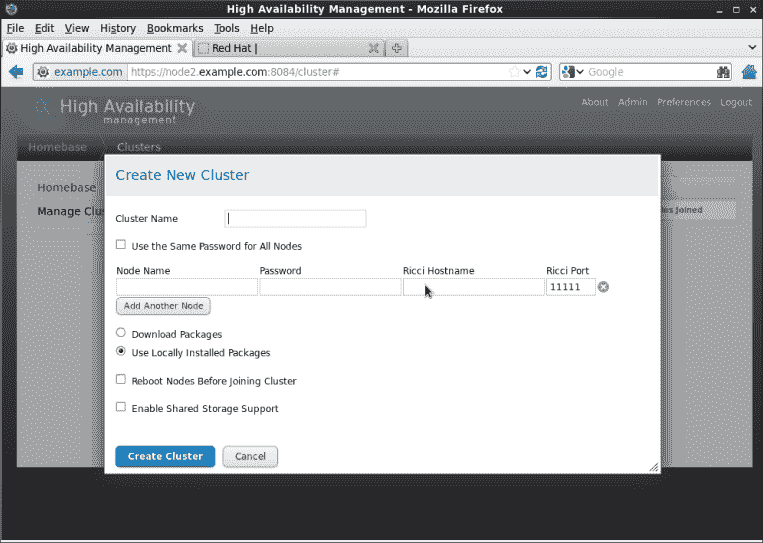 High Availability Management - Mozilla Firefox
File Edit View History Bookmarks Tools Help
High Availability Management Red Hat |
example.com https://node2.example.com:8084/cluster# Google
High Availability
management
About Admin Preferences Logout
Homebase Clusters
Homebase
Manage Clu
Joined
Create New Cluster
Cluster Name
Use the Same Password for All Nodes
Node Name Password Ricci Hostname Ricci Port
11111
Add Another Node
Download Packages
Use Locally Installed Packages
Reboot Nodes Before Joining Cluster
Enable Shared Storage Support
Create Cluster Cancel